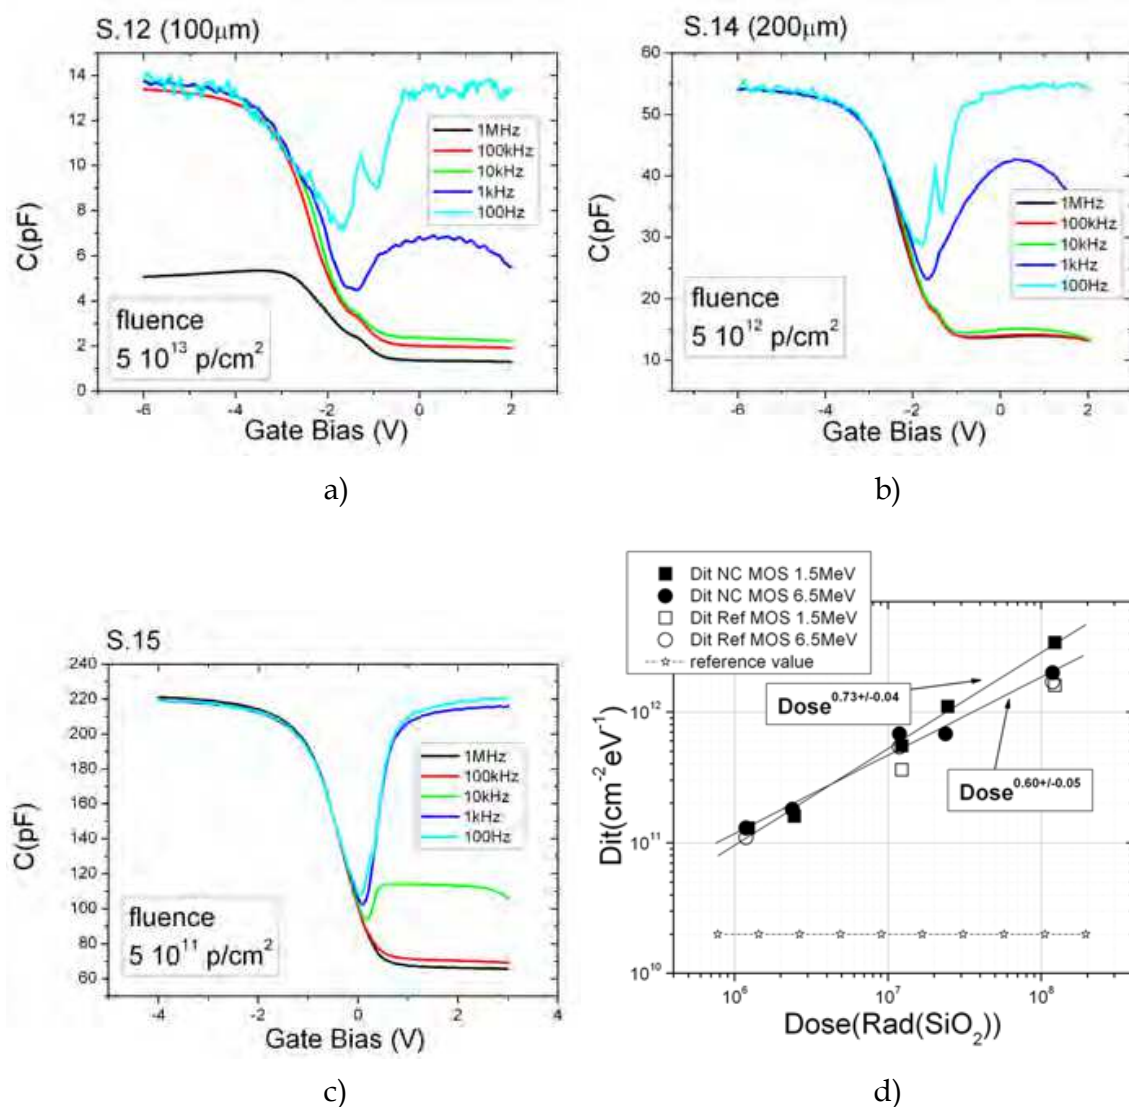 S.12 (100μm)
14
12
10
8
6
4
2
0
C(pF)
-6
-4
-2
0
2
Gate Bias (V)
1MHz
100kHz
10kHz
1kHz
100Hz
fluence
5 10^13 p/cm^2
a)
S.14 (200μm)
60
50
40
30
20
10
C(pF)
-6
-4
-2
0
2
Gate Bias (V)
1MHz
100kHz
10kHz
1kHz
100Hz
fluence
5 10^12 p/cm^2
b)
S.15
240
220
200
180
160
140
120
100
80
60
C(pF)
-4
-2
0
2
4
Gate Bias (V)
1MHz
100kHz
10kHz
1kHz
100Hz
fluence
5 10^11 p/cm^2
c)
Dit NC MOS 1.5MeV
Dit NC MOS 6.5MeV
Dit Ref MOS 1.5MeV
Dit Ref MOS 6.5MeV
reference value
Dose^0.73+/-0.04
Dose^0.60+/-0.05
10^12
10^11
10^10
Dit(cm^-2eV^-1)
10^6
10^7
10^8
Dose(Rad(SiO2))
d)